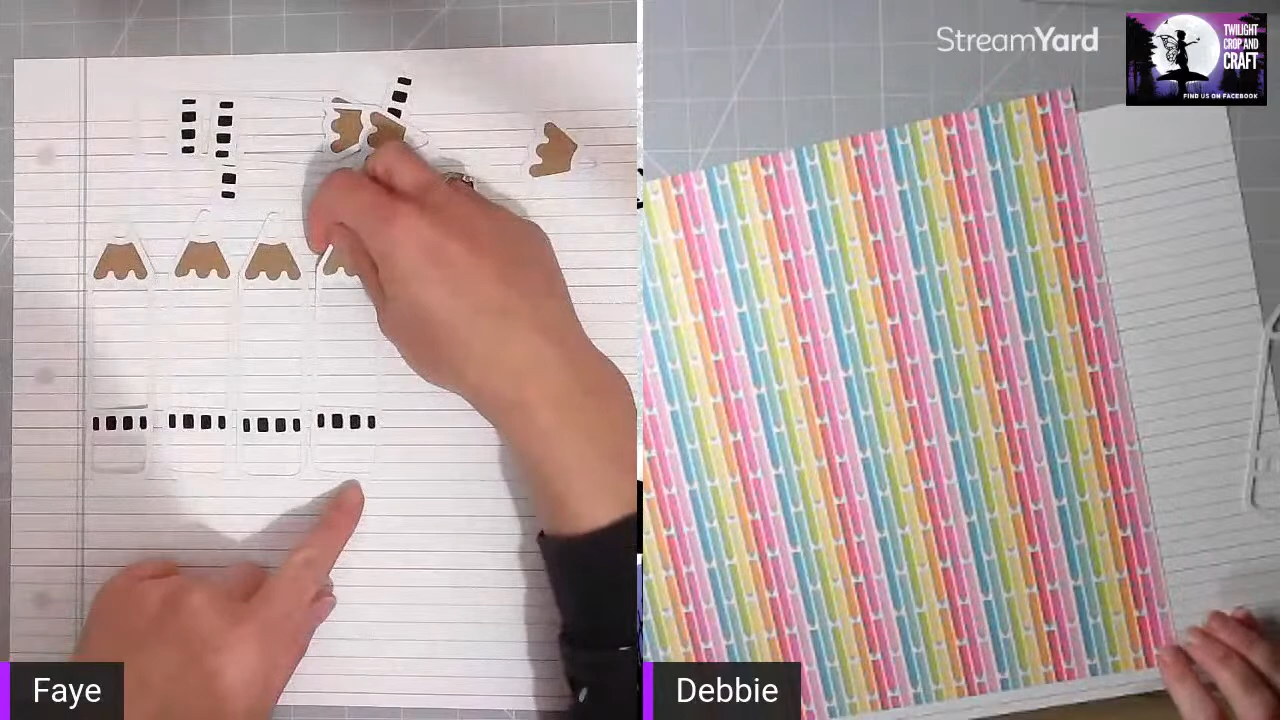 StreamYard
TWILIGHT
CROP AND
CRAFT
FIND US ON FACEBOOK
Faye
Debbie